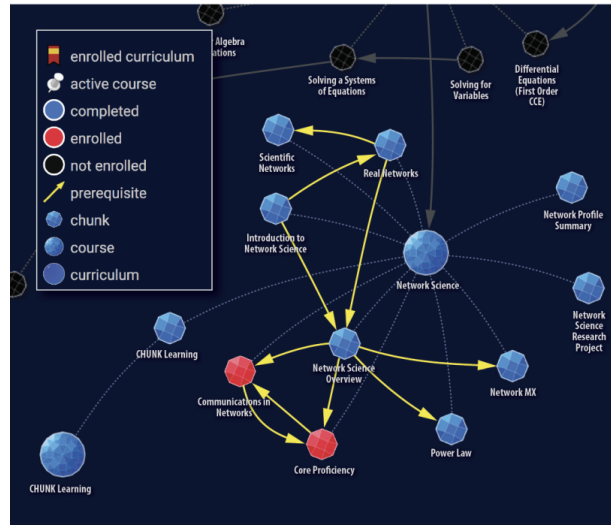 enrolled curriculum
active course
completed
enrolled
not enrolled
prerequisite
chunk
course
curriculum
Algebra
Solving a Systems
of Equations
Solving for
Variables
Differential
Equations
(First Order
CCE)
Scientific
Networks
Real Networks
Introduction to
Network Science
Network Profile
Summary
Network Science
Network
Science
Research
Project
CHUNK Learning
Network Science
Overview
Communications in
Networks
Network MX
Power Law
Core Proficiency
CHUNK Learning